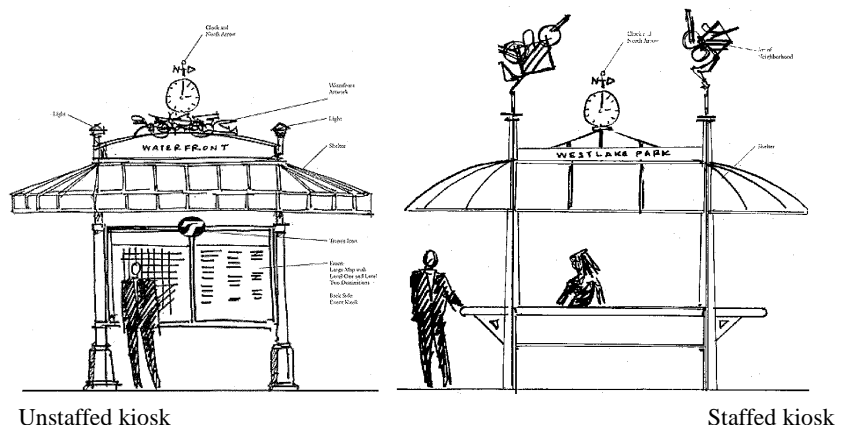 Clock and
North Arrow
N
Waterfront
Artwork
Light
Light
WATERFRONT
Shelter
T
Transit Icon
Front:
Large Map with
Level One and Level
Two Destinations
Back Side:
Event Kiosk
Unstaffed kiosk
Clock and
North Arrow
N
Art of
Neighborhood
WESTLAKE PARK
Shelter
Staffed kiosk